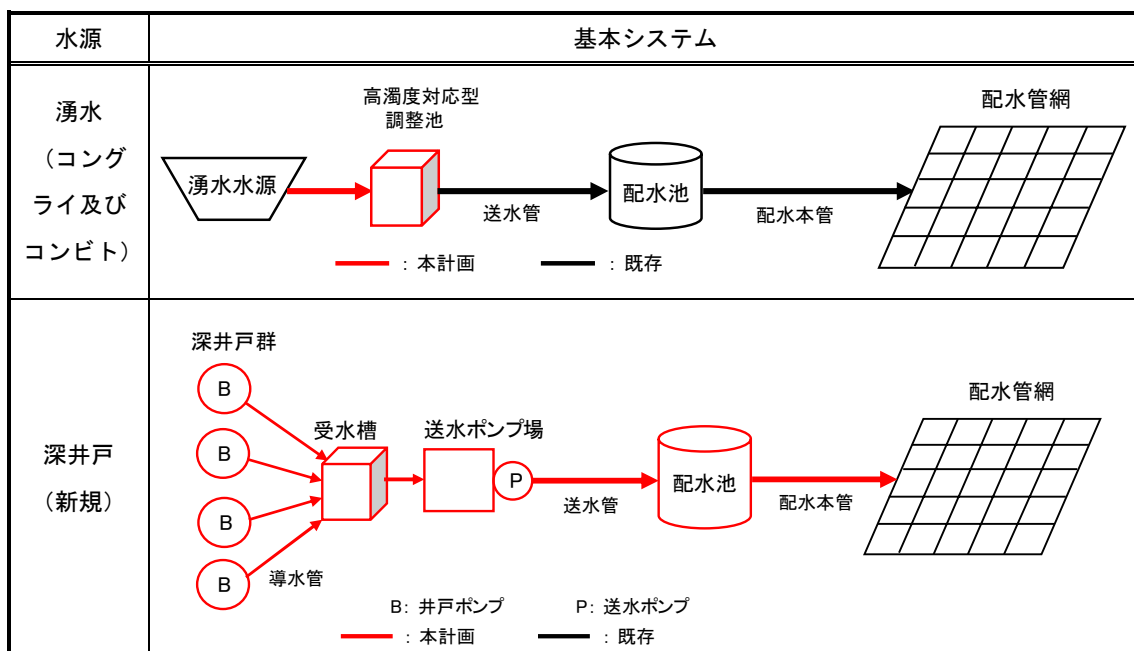 水源
基本システム
湧水
（コング
ライ及び
コンビト）
高濁度対応型
調整池
配水管網
湧水水源
配水池
送水管
配水本管
：本計画
：既存
深井戸
（新規）
深井戸群
B
B
B
B
受水槽
送水ポンプ場
P
配水池
配水管網
送水管
配水本管
導水管
B：井戸ポンプ
P：送水ポンプ
：本計画
：既存